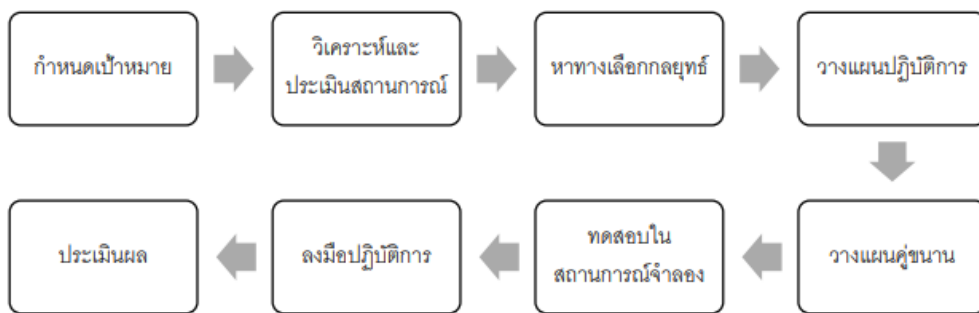 กำหนดเป้าหมาย
วิเคราะห์และ
ประเมินสถานการณ์
หาทางเลือกกลยุทธ์
วางแผนปฏิบัติการ
วางแผนคู่ขนาน
ทดสอบใน
สถานการณ์จำลอง
ลงมือปฏิบัติการ
ประเมินผล